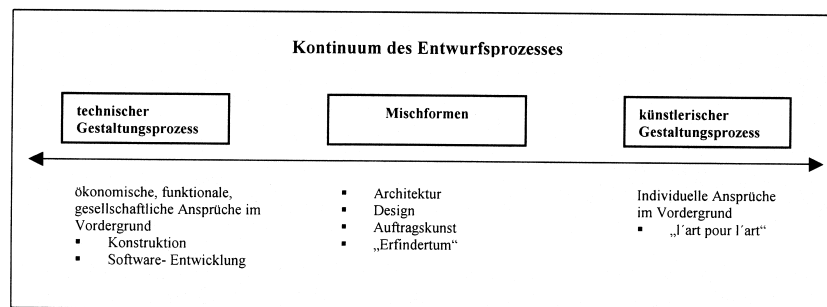 Kontinuum des Entwurfsprozesses
technischer
Gestaltungsprozess
Mischformen
künstlerischer
Gestaltungsprozess
ökonomische, funktionale,
gesellschaftliche Ansprüche im
Vordergrund
▪ Konstruktion
▪ Software- Entwicklung
▪ Architektur
▪ Design
▪ Auftragskunst
▪ „Erfindertum“
Individuelle Ansprüche
im Vordergrund
▪ „l´art pour l´art“